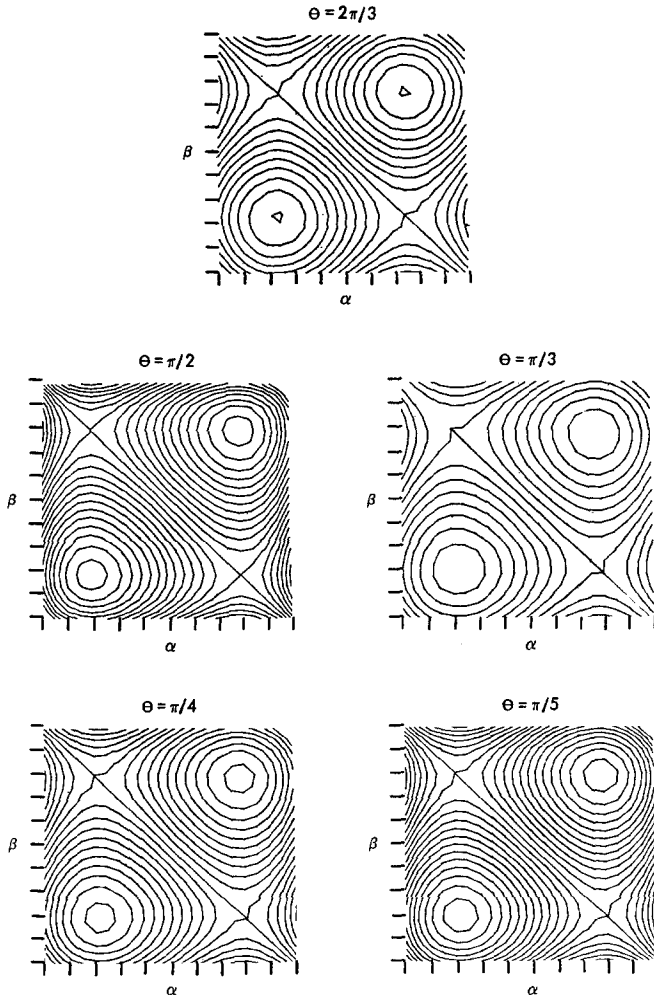 Θ = 2π/3
β
α
Θ = π/2
Θ = π/3
β
β
α
α
Θ = π/4
Θ = π/5
β
β
α
α